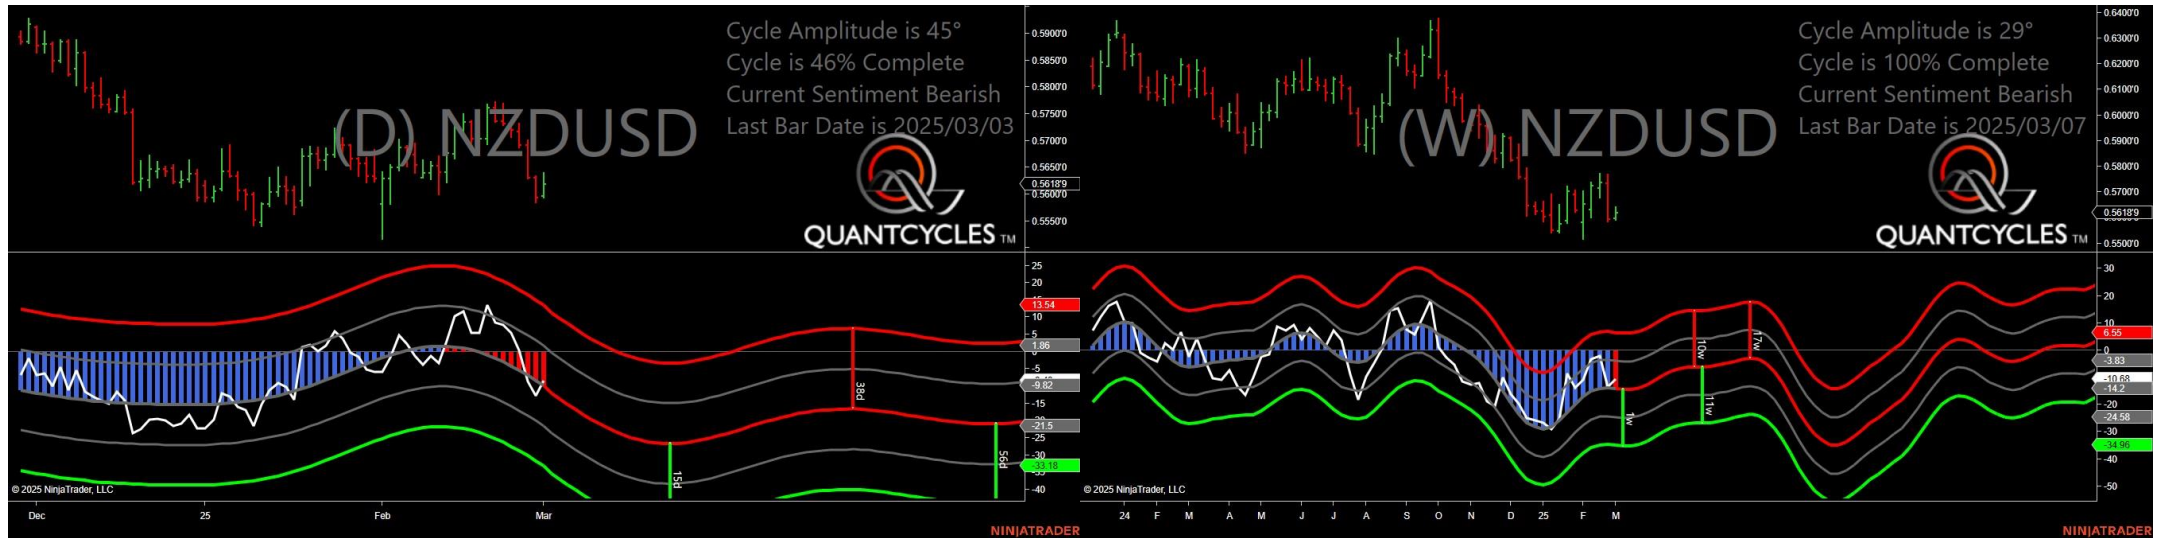 Cycle Amplitude is 45°
Cycle is 46% Complete
Current Sentiment Bearish
Last Bar Date is 2025/03/03
(D) NZDUSD
QUANTCYCLES TM
0.5900'0
0.5850'0
0.5800'0
0.5750'0
0.5700'0
0.5650'0
0.5618'9
0.5600'0
0.5550'0
25
20
13.54
10
5
1.86
-5
-9.82
-15
-21.5
-25
-30
-33.18
-40
38d
15d
56d
© 2025 NinjaTrader, LLC
Dec 25 Feb Mar
NINJATRADER
Cycle Amplitude is 29°
Cycle is 100% Complete
Current Sentiment Bearish
Last Bar Date is 2025/03/07
(W) NZDUSD
QUANTCYCLES TM
0.6400'0
0.6300'0
0.6200'0
0.6100'0
0.6000'0
0.5900'0
0.5800'0
0.5700'0
0.5618'9
0.5500'0
30
20
10
6.55
0
-3.83
-10.68
-14.2
-20
-24.58
-30
-34.96
-40
-50
10w
17w
1w
11w
© 2025 NinjaTrader, LLC
24 F M A M J J A S O N D 25 F M
NINJATRADER